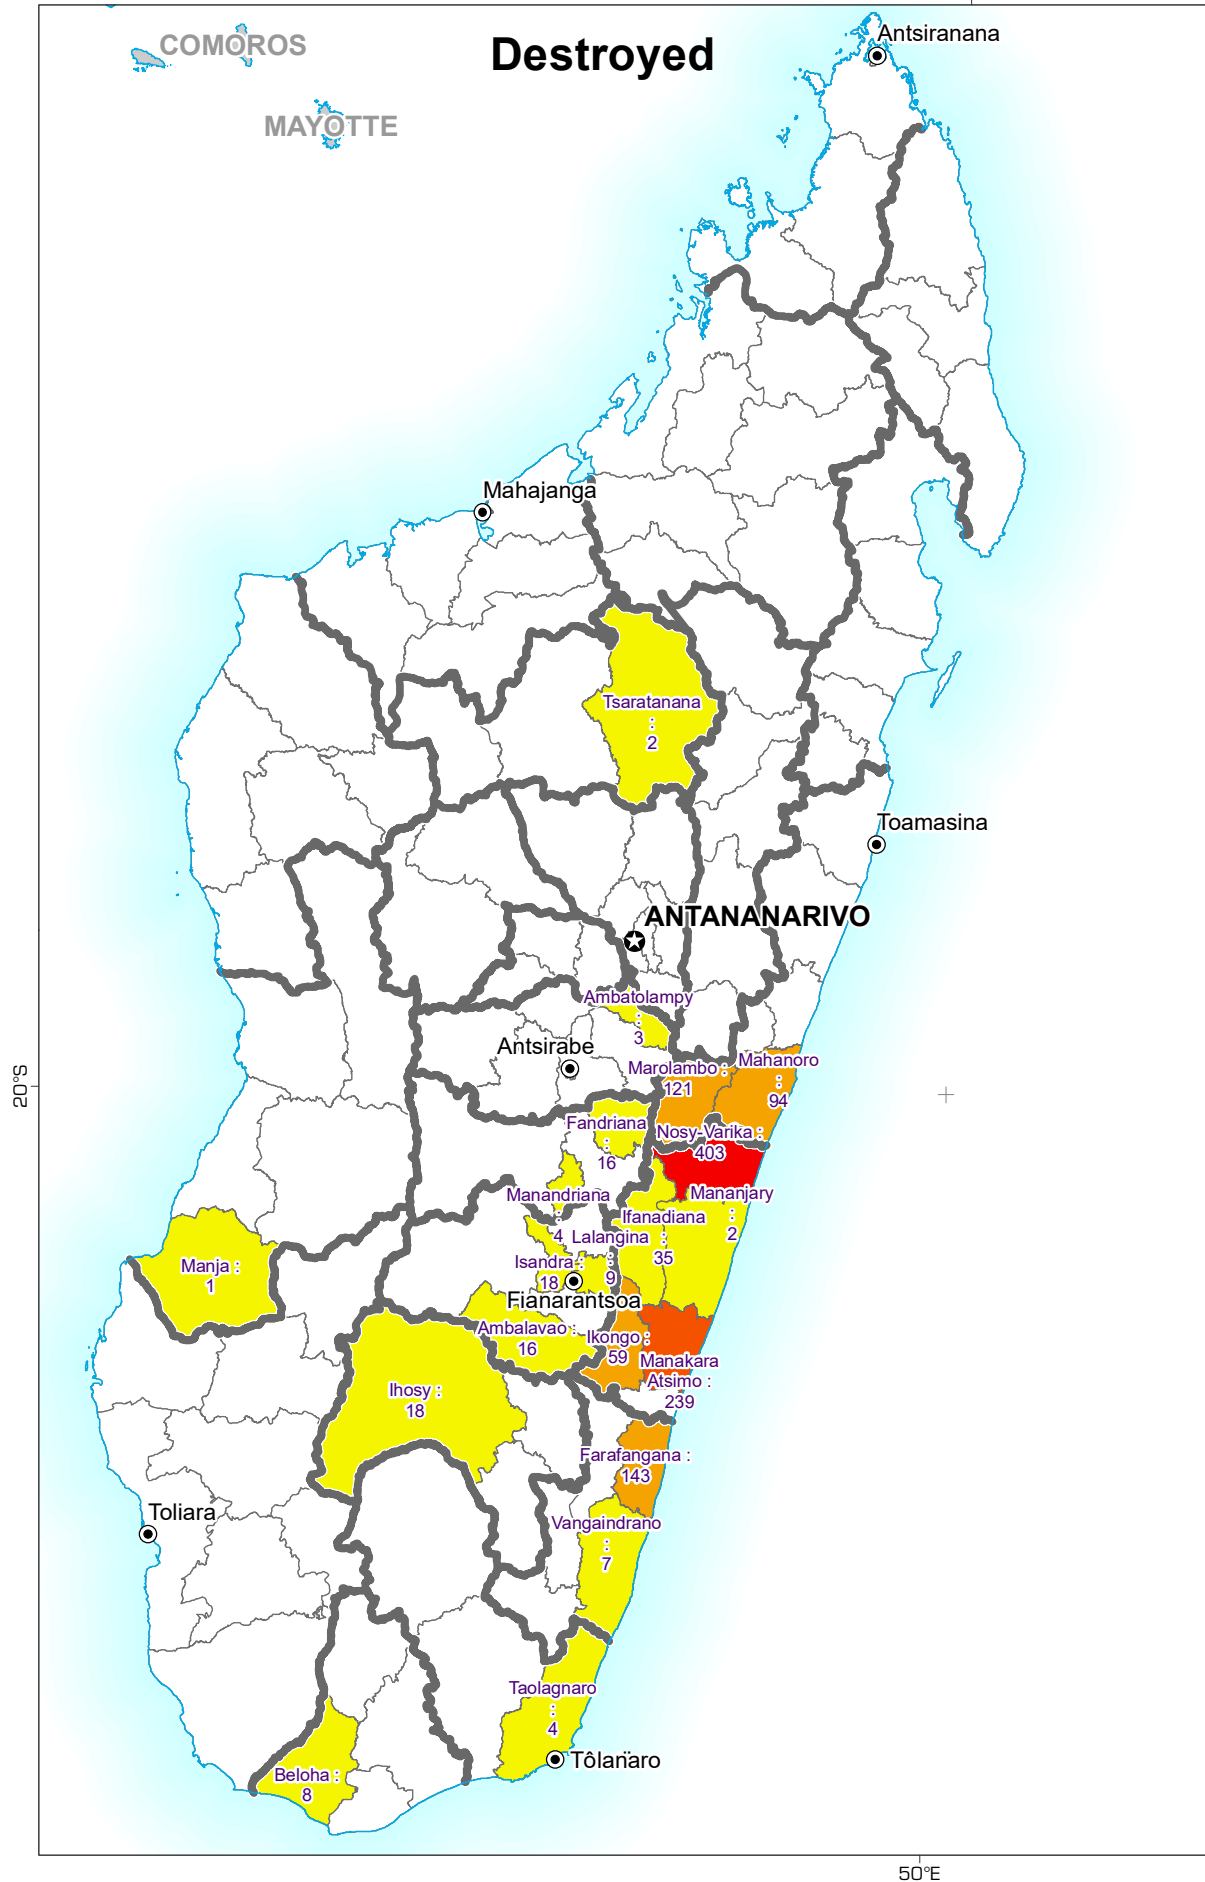 Antsiranana
COMOROS
Destroyed
MAYOTTE
Mahajanga
Tsaratanana
:
2
Toamasina
ANTANANARIVO
Ambatolampy
:
3
Antsirabe
Marolambo :
121
Mahanoro
:
94
20°S
Fandriana
:
16
Nosy-Varika :
403
Manandriana
:
4
Mananjary
:
2
Ifanadiana
:
35
Lalangina
:
9
Isandra :
18
Manja :
1
Fianarantsoa
Ambalavao :
16
Ikongo :
59
Manakara
Atsimo :
239
Ihosy :
18
Farafangana :
143
Toliara
Vangaindrano
:
7
Taolagnaro
:
4
Tôlanaro
Beloha :
8
50°E